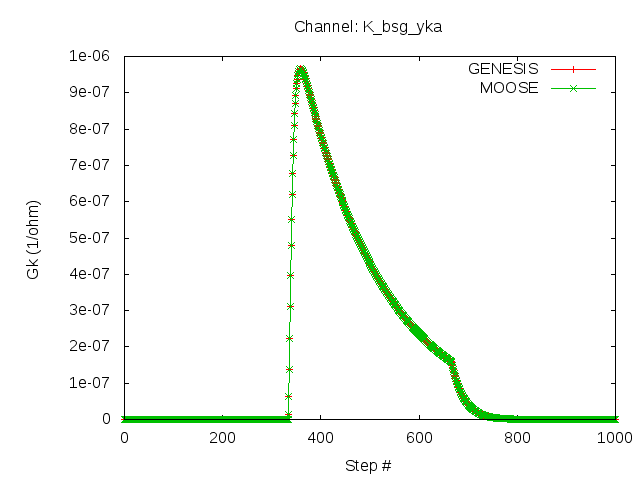 Channel: K_bsg_yka
GENESIS
MOOSE
1e-06
9e-07
8e-07
7e-07
6e-07
5e-07
4e-07
3e-07
2e-07
1e-07
0
Gk (1/ohm)
0 200 400 600 800 1000
Step #